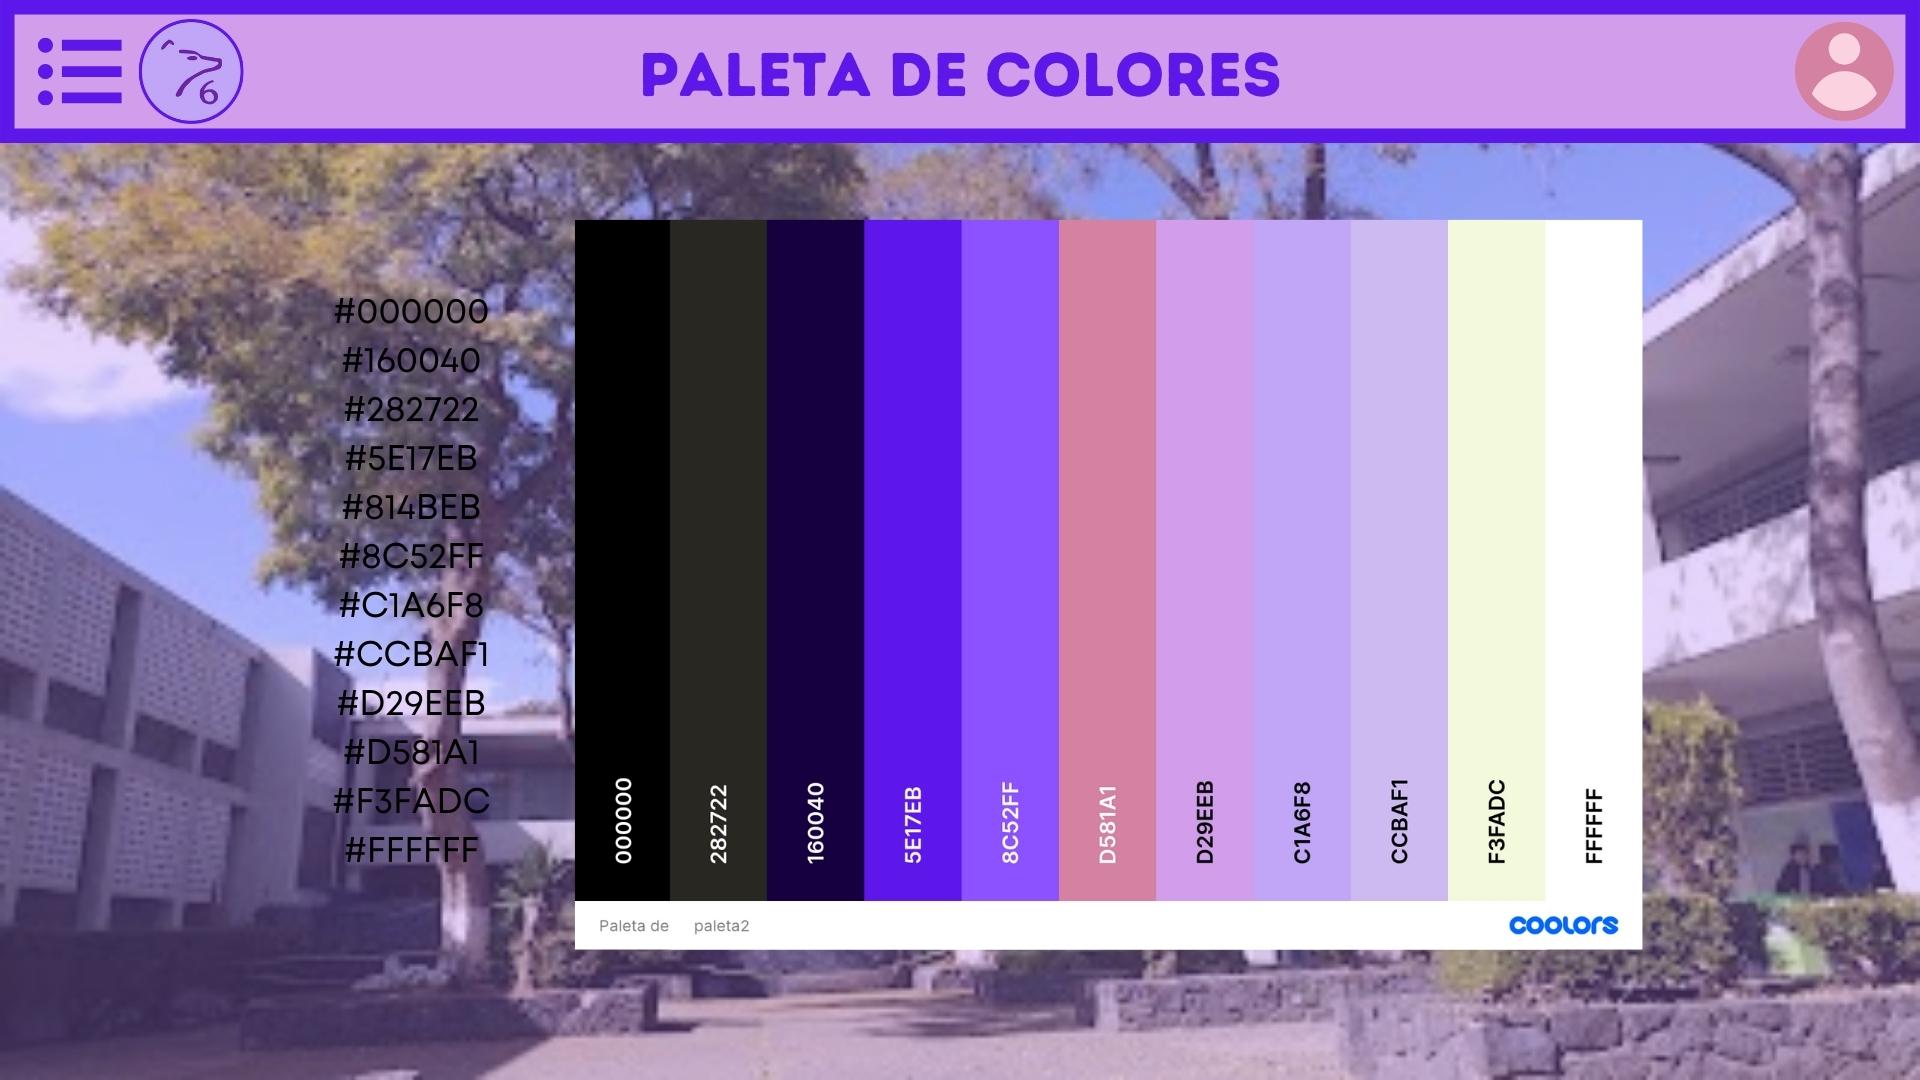 6
PALETA DE COLORES
#000000
#160040
#282722
#5E17EB
#814BEB
#8C52FF
#C1A6F8
#CCBAF1
#D29EEB
#D581A1
#F3FADC
#FFFFFF
000000
282722
160040
5E17EB
8C52FF
D581A1
D29EEB
C1A6F8
CCBAF1
F3FADC
FFFFFF
Paleta de paleta2
coolors